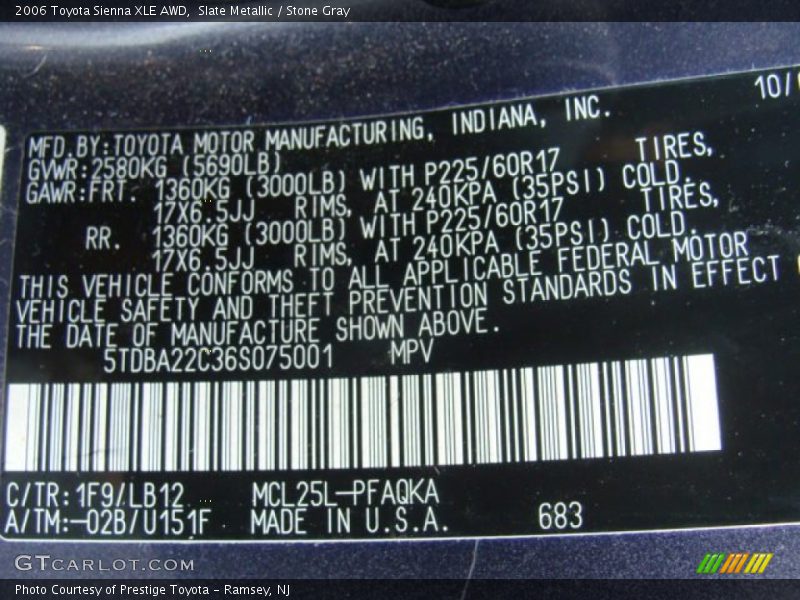 2006 Toyota Sienna XLE AWD,  Slate Metallic / Stone Gray
10/
MFD.BY:TOYOTA MOTOR MANUFACTURING, INDIANA, INC.
GVWR:2580KG (5690LB)
GAWR:FRT. 1360KG (3000LB) WITH P225/60R17 TIRES,
17X6.5JJ RIMS, AT 240KPA (35PSI) COLD.
RR. 1360KG (3000LB) WITH P225/60R17 TIRES,
17X6.5JJ RIMS, AT 240KPA (35PSI) COLD.
THIS VEHICLE CONFORMS TO ALL APPLICABLE FEDERAL MOTOR
VEHICLE SAFETY AND THEFT PREVENTION STANDARDS IN EFFECT
THE DATE OF MANUFACTURE SHOWN ABOVE.
5TDBA22C36S075001 MPV
C/TR:1F9/LB12 MCL25L-PFAQKA
A/TM:-02B/U151F MADE IN U.S.A. 683
GTCARLOT.COM
Photo Courtesy of Prestige Toyota - Ramsey, NJ